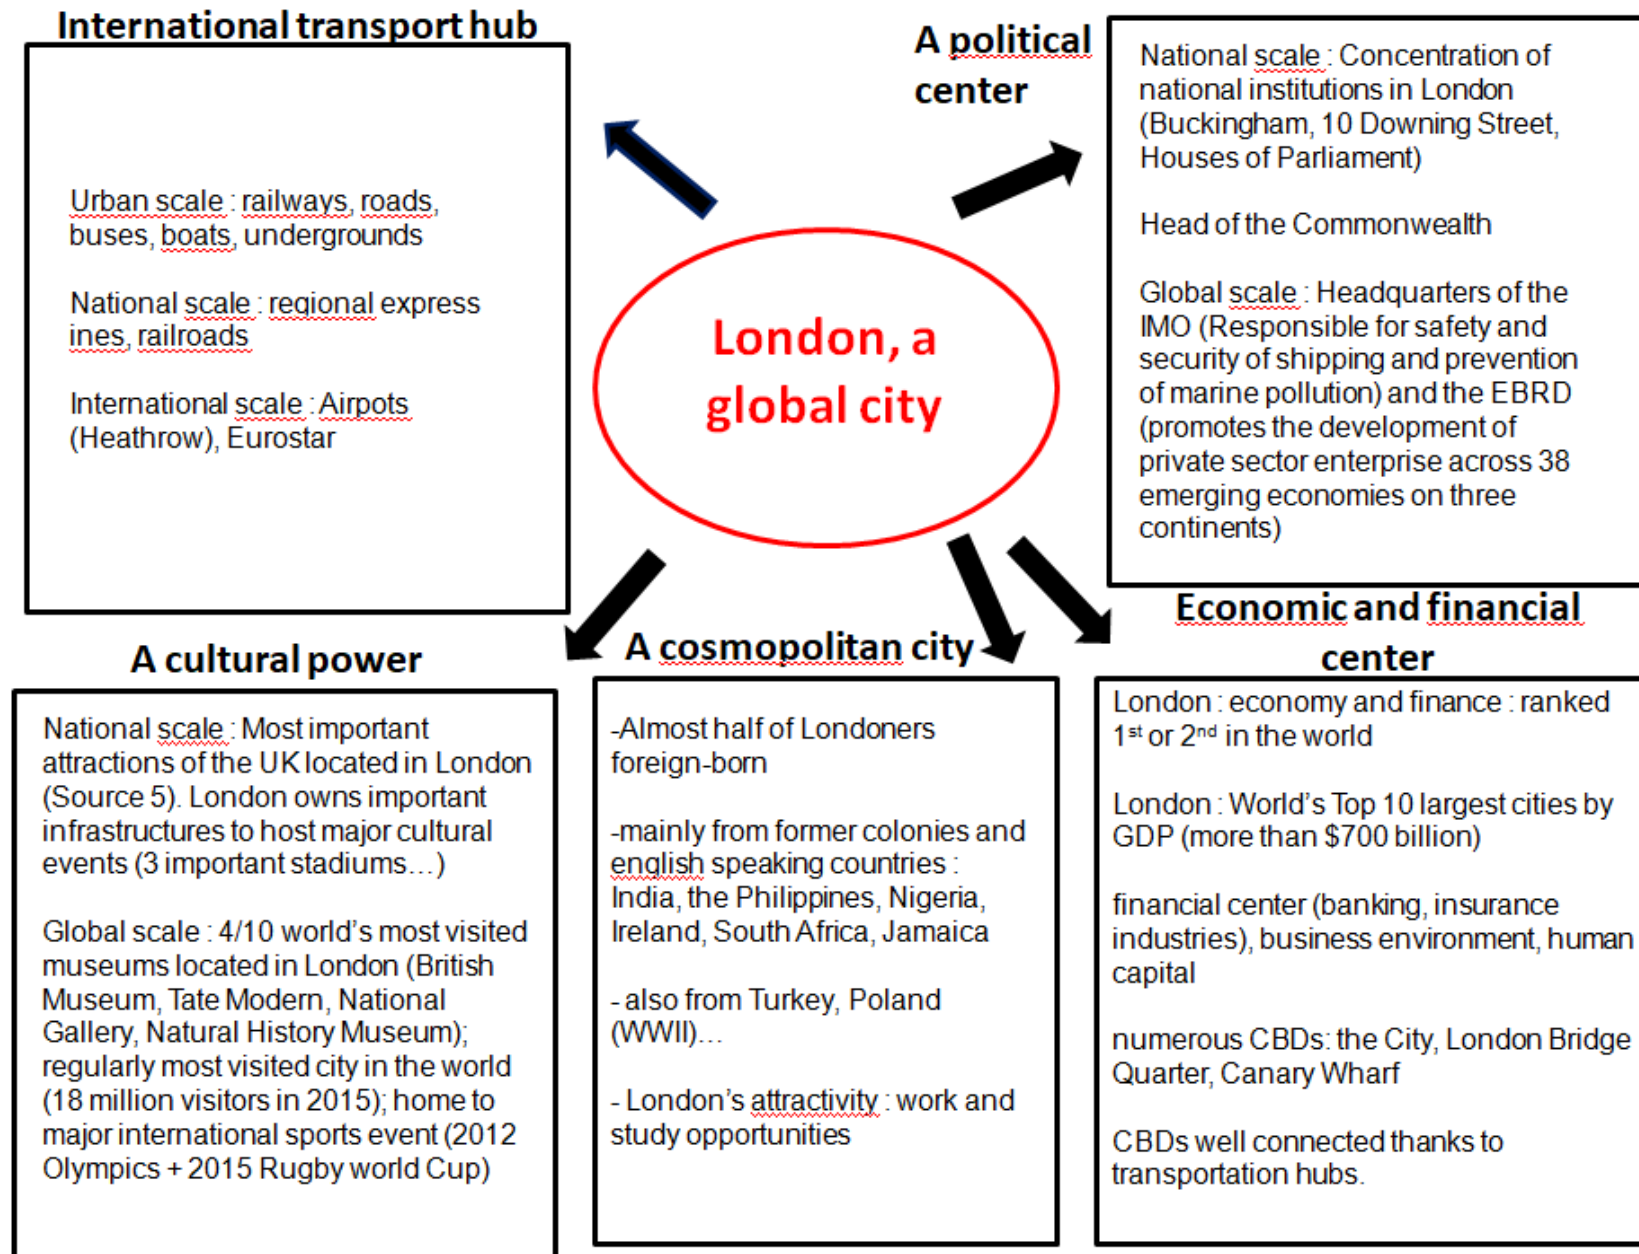 International transport hub
Urban scale : railways, roads,
buses, boats, undergrounds
National scale : regional express
ines, railroads
International scale : Airpots
(Heathrow), Eurostar
A political
center
National scale : Concentration of
national institutions in London
(Buckingham, 10 Downing Street,
Houses of Parliament)
Head of the Commonwealth
Global scale : Headquarters of the
IMO (Responsible for safety and
security of shipping and prevention
of marine pollution) and the EBRD
(promotes the development of
private sector enterprise across 38
emerging economies on three
continents)
London, a
global city
A cultural power
National scale : Most important
attractions of the UK located in London
(Source 5). London owns important
infrastructures to host major cultural
events (3 important stadiums…)
Global scale : 4/10 world's most visited
museums located in London (British
Museum, Tate Modern, National
Gallery, Natural History Museum);
regularly most visited city in the world
(18 million visitors in 2015); home to
major international sports event (2012
Olympics + 2015 Rugby world Cup)
A cosmopolitan city
-Almost half of Londoners
foreign-born
-mainly from former colonies and
english speaking countries :
India, the Philippines, Nigeria,
Ireland, South Africa, Jamaica
- also from Turkey, Poland
(WWII)…
- London's attractivity : work and
study opportunities
Economic and financial
center
London : economy and finance : ranked
1st or 2nd in the world
London : World's Top 10 largest cities by
GDP (more than $700 billion)
financial center (banking, insurance
industries), business environment, human
capital
numerous CBDs: the City, London Bridge
Quarter, Canary Wharf
CBDs well connected thanks to
transportation hubs.